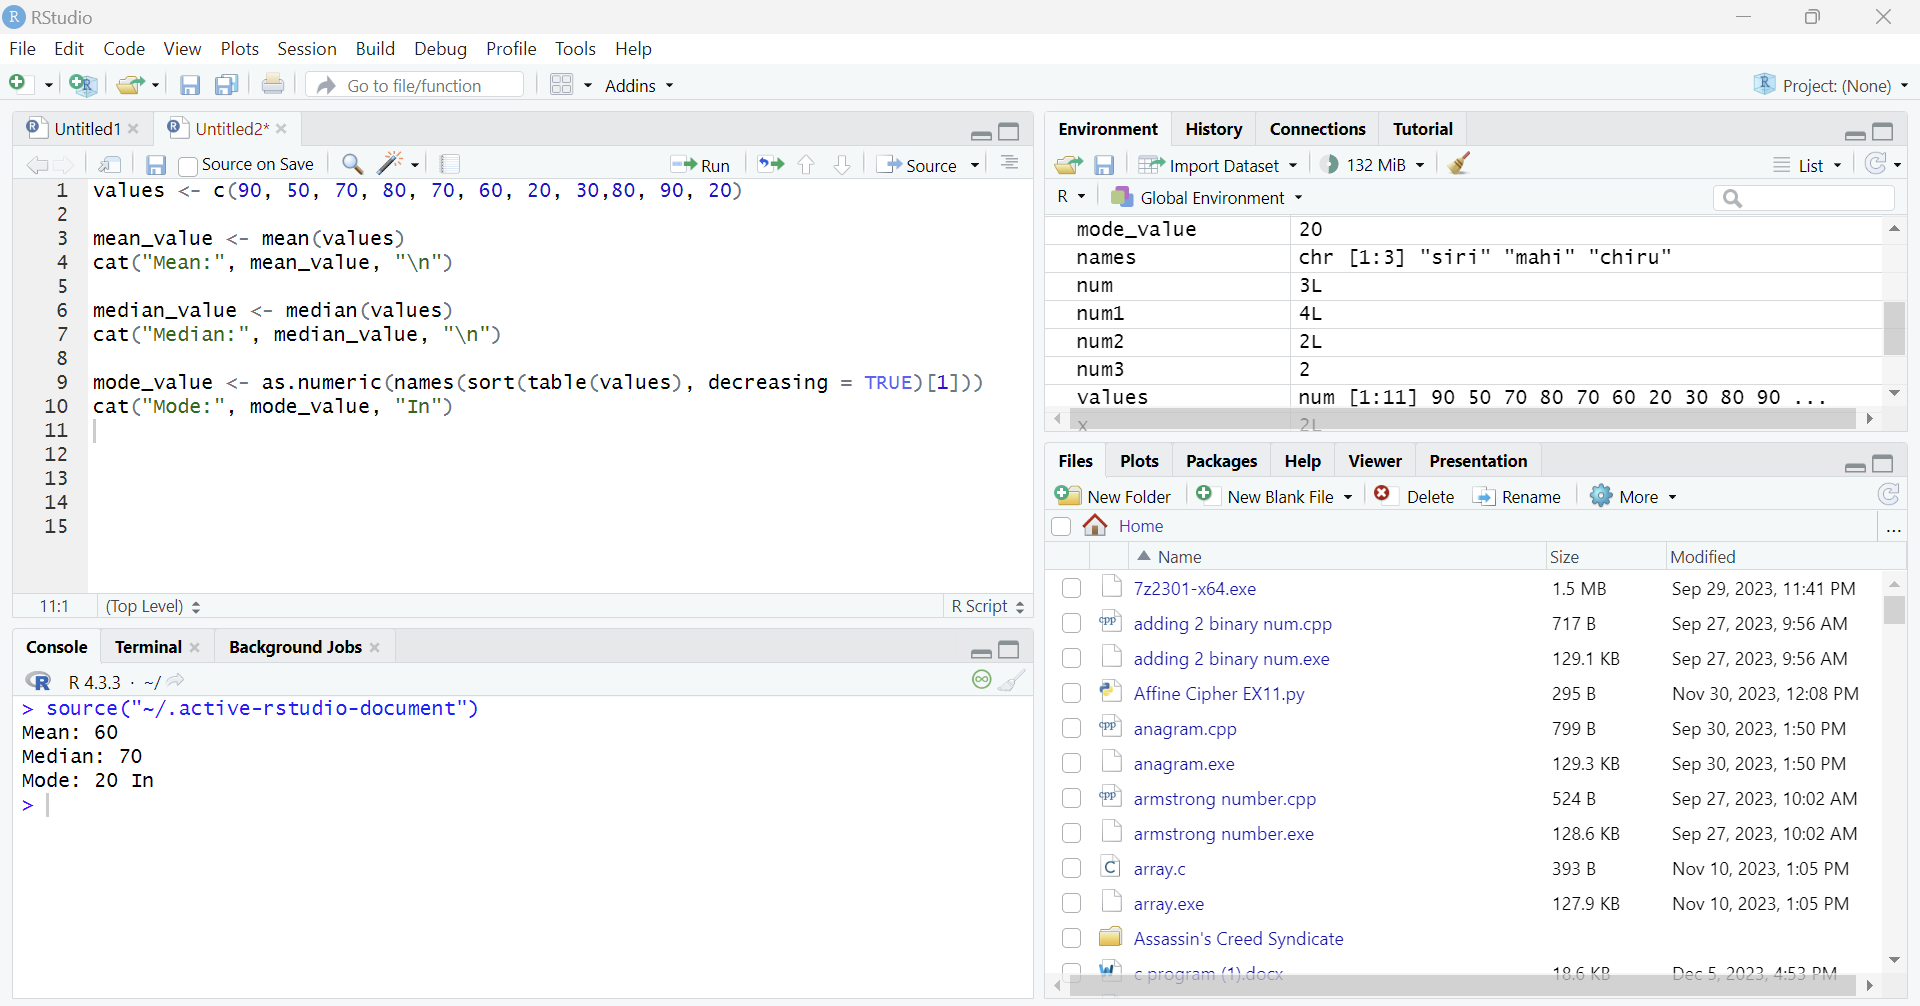 RStudio
File Edit Code View Plots Session Build Debug Profile Tools Help
Go to file/function Addins Project: (None)
Untitled1 Untitled2*
Source on Save Run Source
1 values <- c(90, 50, 70, 80, 70, 60, 20, 30,80, 90, 20)
2
3 mean_value <- mean(values)
4 cat("Mean:", mean_value, "\n")
5
6 median_value <- median(values)
7 cat("Median:", median_value, "\n")
8
9 mode_value <- as.numeric(names(sort(table(values), decreasing = TRUE)[1]))
10 cat("Mode:", mode_value, "In")
11
12
13
14
15
11:1 (Top Level) R Script
Console Terminal Background Jobs
R 4.3.3 · ~/
> source("~/.active-rstudio-document")
Mean: 60
Median: 70
Mode: 20 In
>
Environment History Connections Tutorial
Import Dataset 132 MiB List
R Global Environment
mode_value 20
names chr [1:3] "siri" "mahi" "chiru"
num 3L
num1 4L
num2 2L
num3 2
values num [1:11] 90 50 70 80 70 60 20 30 80 90 ...
x 2L
Files Plots Packages Help Viewer Presentation
New Folder New Blank File Delete Rename More
Home ...
Name Size Modified
7z2301-x64.exe 1.5 MB Sep 29, 2023, 11:41 PM
adding 2 binary num.cpp 717 B Sep 27, 2023, 9:56 AM
adding 2 binary num.exe 129.1 KB Sep 27, 2023, 9:56 AM
Affine Cipher EX11.py 295 B Nov 30, 2023, 12:08 PM
anagram.cpp 799 B Sep 30, 2023, 1:50 PM
anagram.exe 129.3 KB Sep 30, 2023, 1:50 PM
armstrong number.cpp 524 B Sep 27, 2023, 10:02 AM
armstrong number.exe 128.6 KB Sep 27, 2023, 10:02 AM
array.c 393 B Nov 10, 2023, 1:05 PM
array.exe 127.9 KB Nov 10, 2023, 1:05 PM
Assassin's Creed Syndicate
c program (1).docx 18.6 KB Dec 5, 2023, 4:53 PM